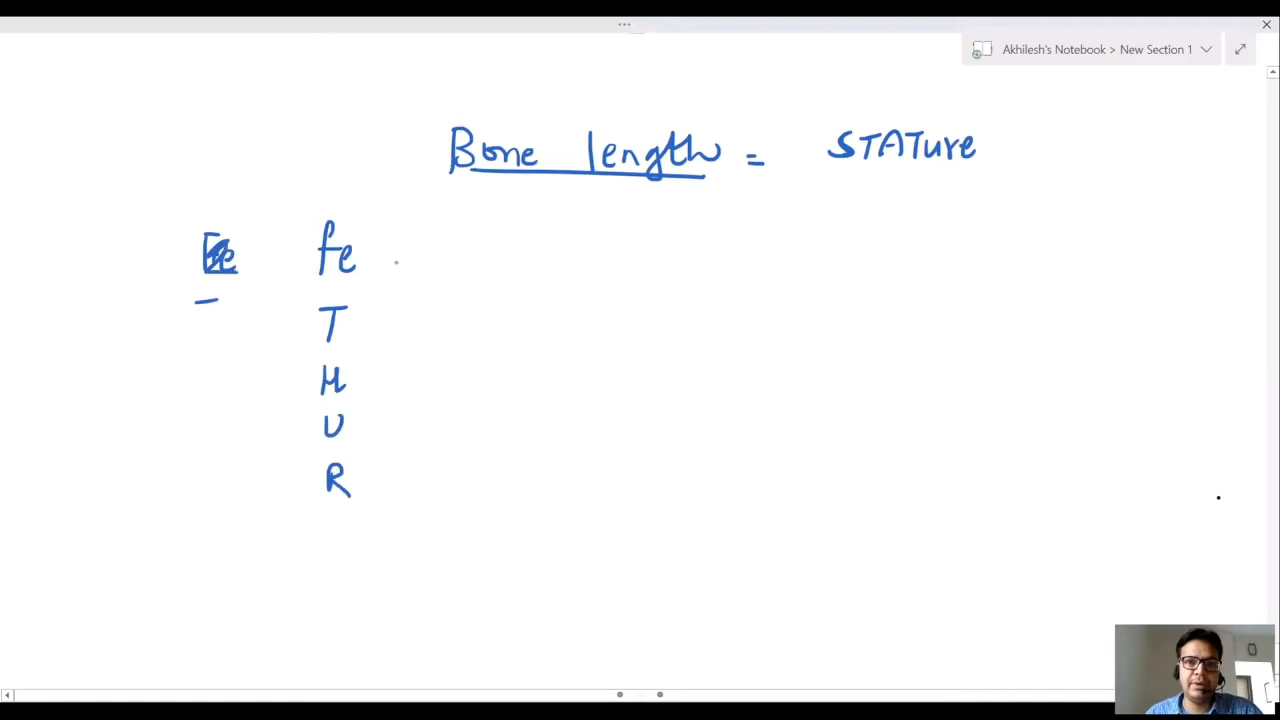 Akhilesh's Notebook > New Section 1
Bone length = STATure
fe
T
H
U
R